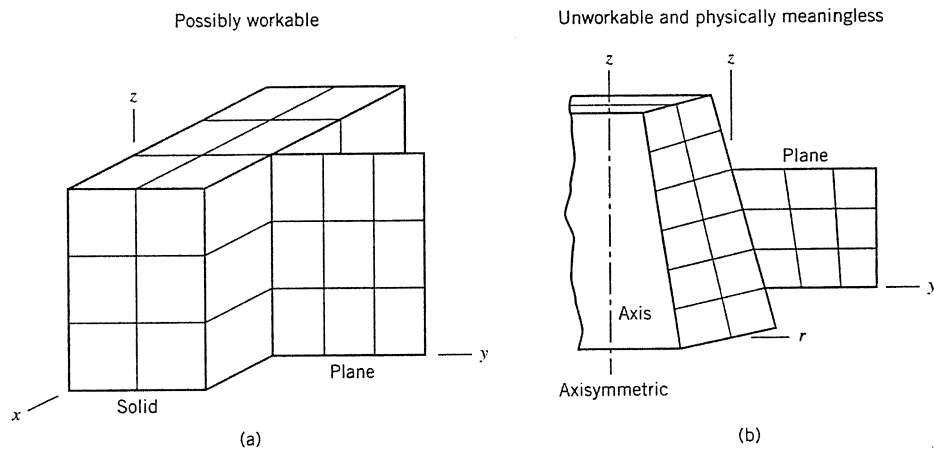 Possibly workable
z
x
Solid
Plane
y
(a)
Unworkable and physically meaningless
z
z
Plane
y
Axis
r
Axisymmetric
(b)